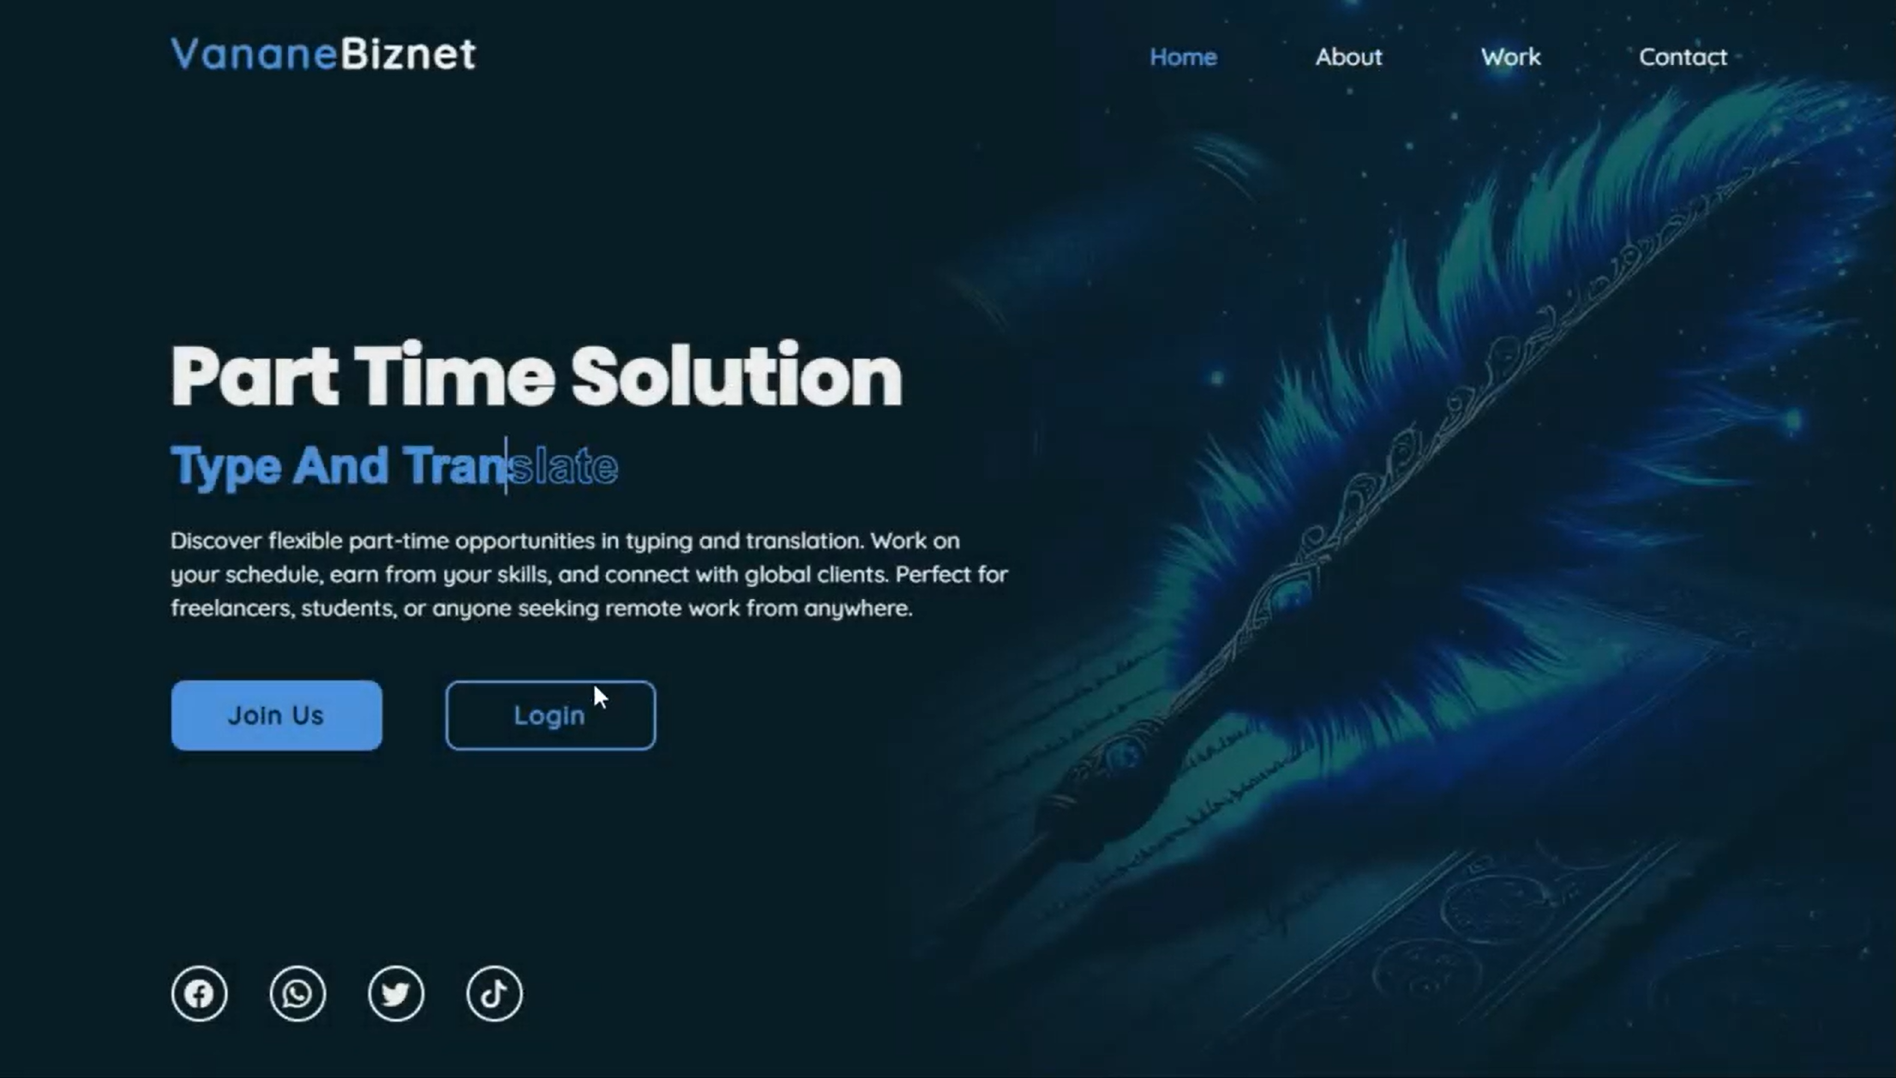 VananeBiznet
Home About Work Contact
Part Time Solution
Type And Translate
Discover flexible part-time opportunities in typing and translation. Work on
your schedule, earn from your skills, and connect with global clients. Perfect for
freelancers, students, or anyone seeking remote work from anywhere.
Join Us Login